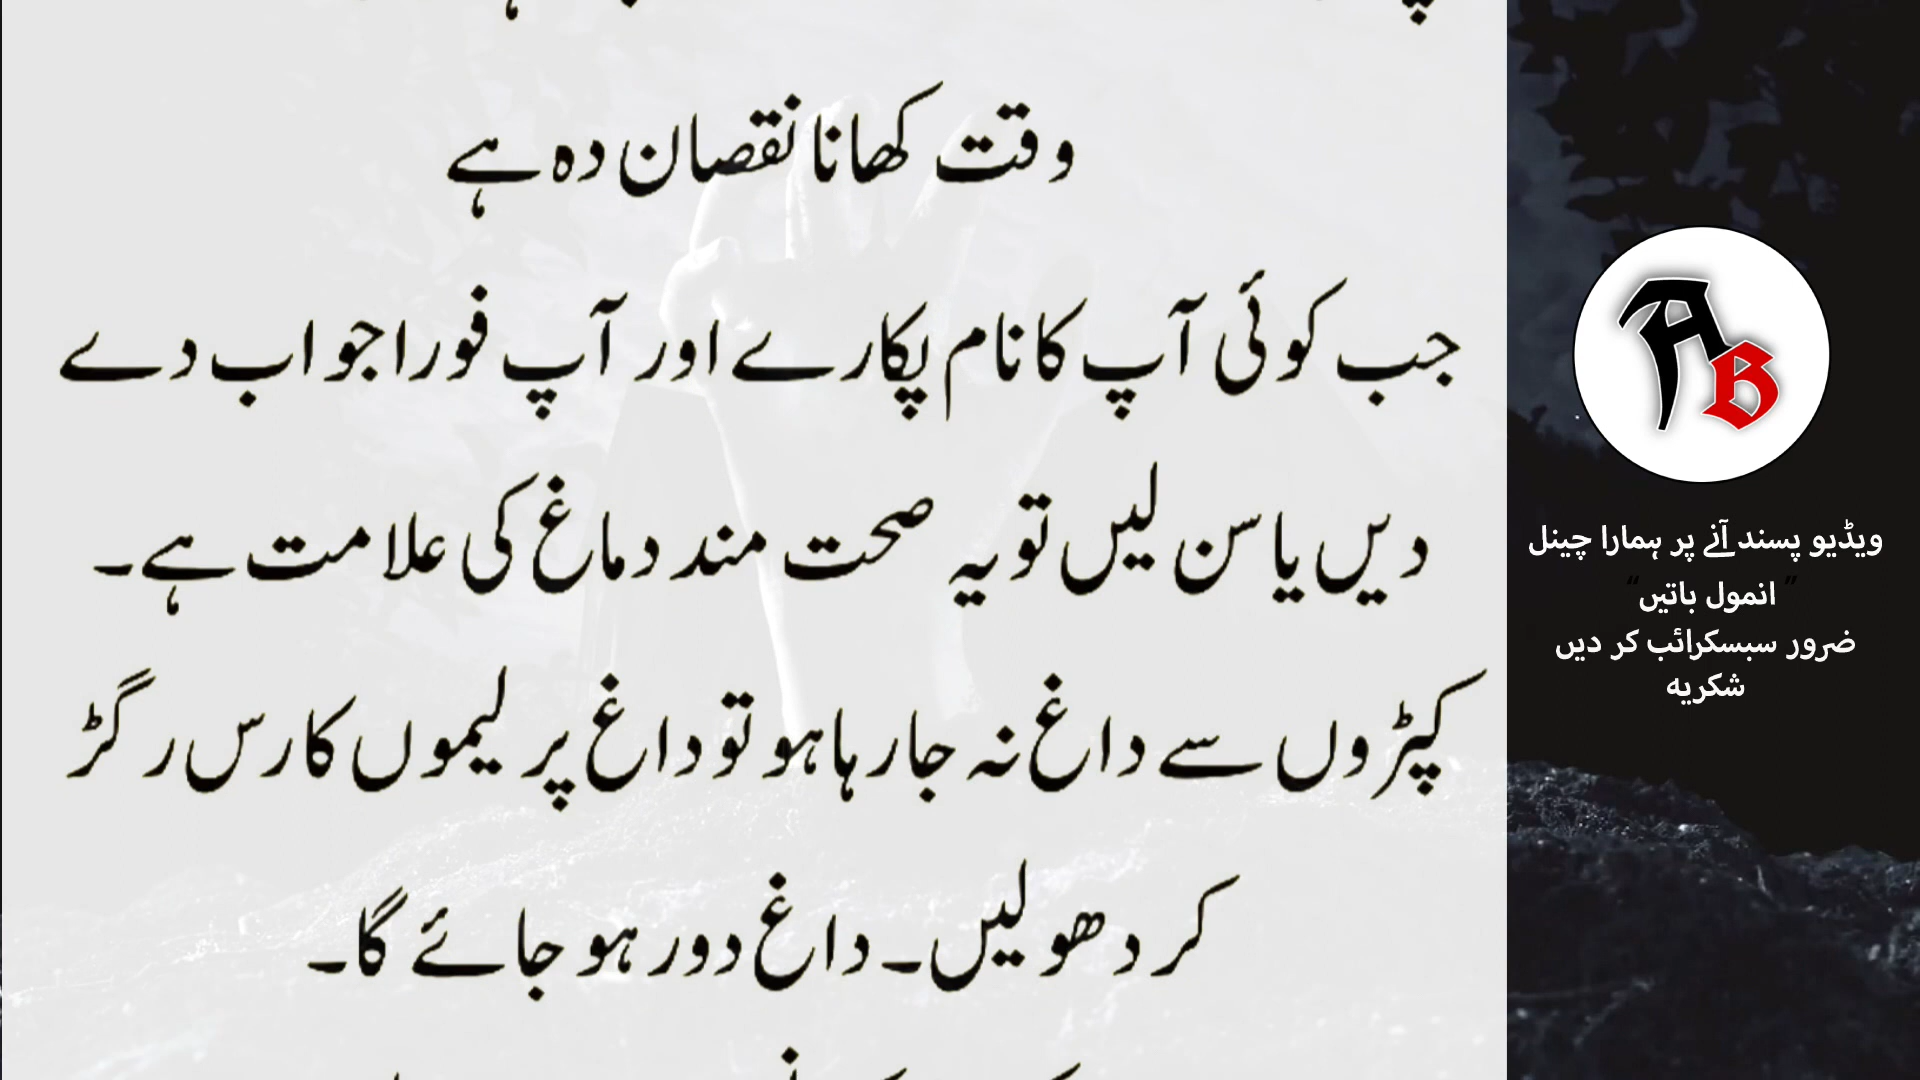 وقت کھانا نقصان دہ ہے
جب کوئی آپ کا نام پکارے اور آپ فورا جواب دے
دیں یا سن لیں تو یہ صحت مند دماغ کی علامت ہے۔
کپڑوں سے داغ نہ جا رہا ہو تو داغ پر لیموں کا رس رگڑ
کر دھو لیں۔ داغ دور ہو جائے گا۔
AB
ویڈیو پسند آنے پر ہمارا چینل
”انمول باتیں“
ضرور سبسکرائب کر دیں
شکریہ